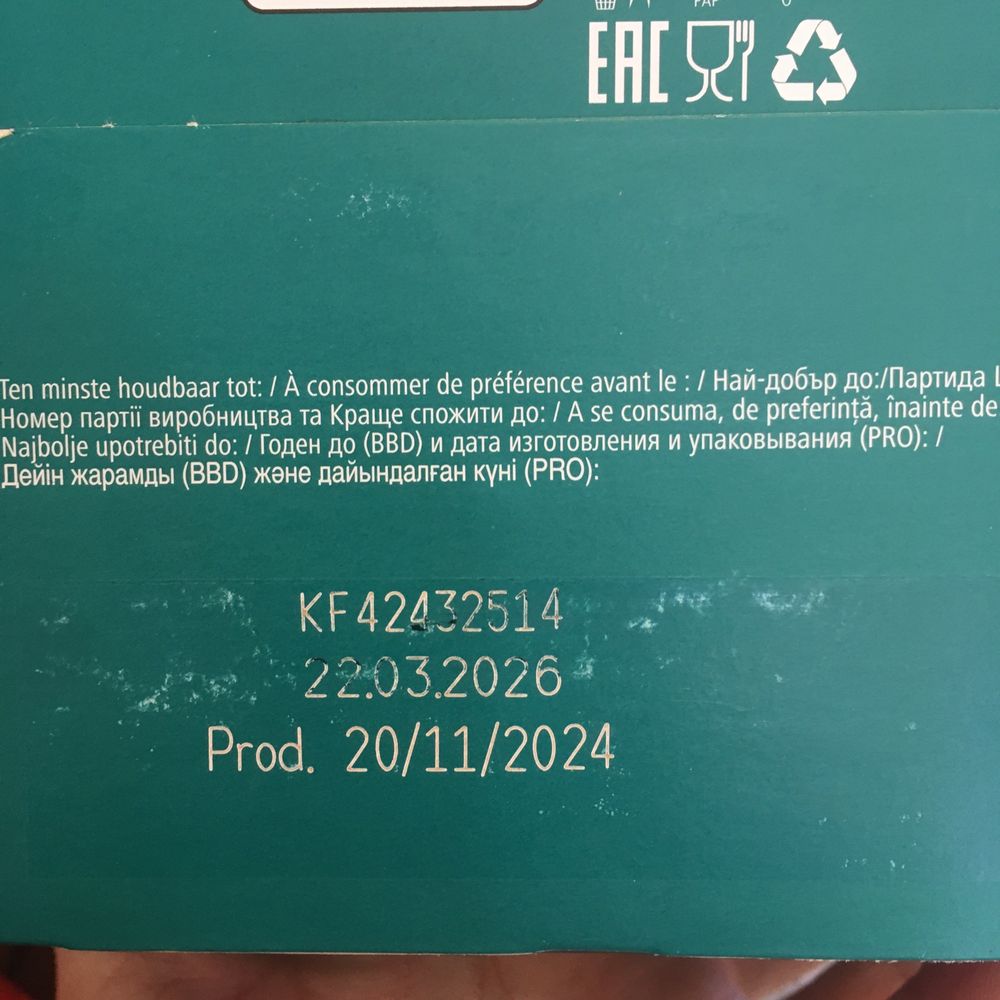 PAP
EAC
Ten minste houdbaar tot: / À consommer de préférence avant le : / Най-добър до:/Партида L
Номер партії виробництва та Краще спожити до: / A se consuma, de preferință, înainte de
Najbolje upotrebiti do: / Годен до (BBD) и дата изготовления и упаковывания (PRO): /
Дейін жарамды (BBD) және дайындалған күні (PRO):
KF42432514
22.03.2026
Prod. 20/11/2024